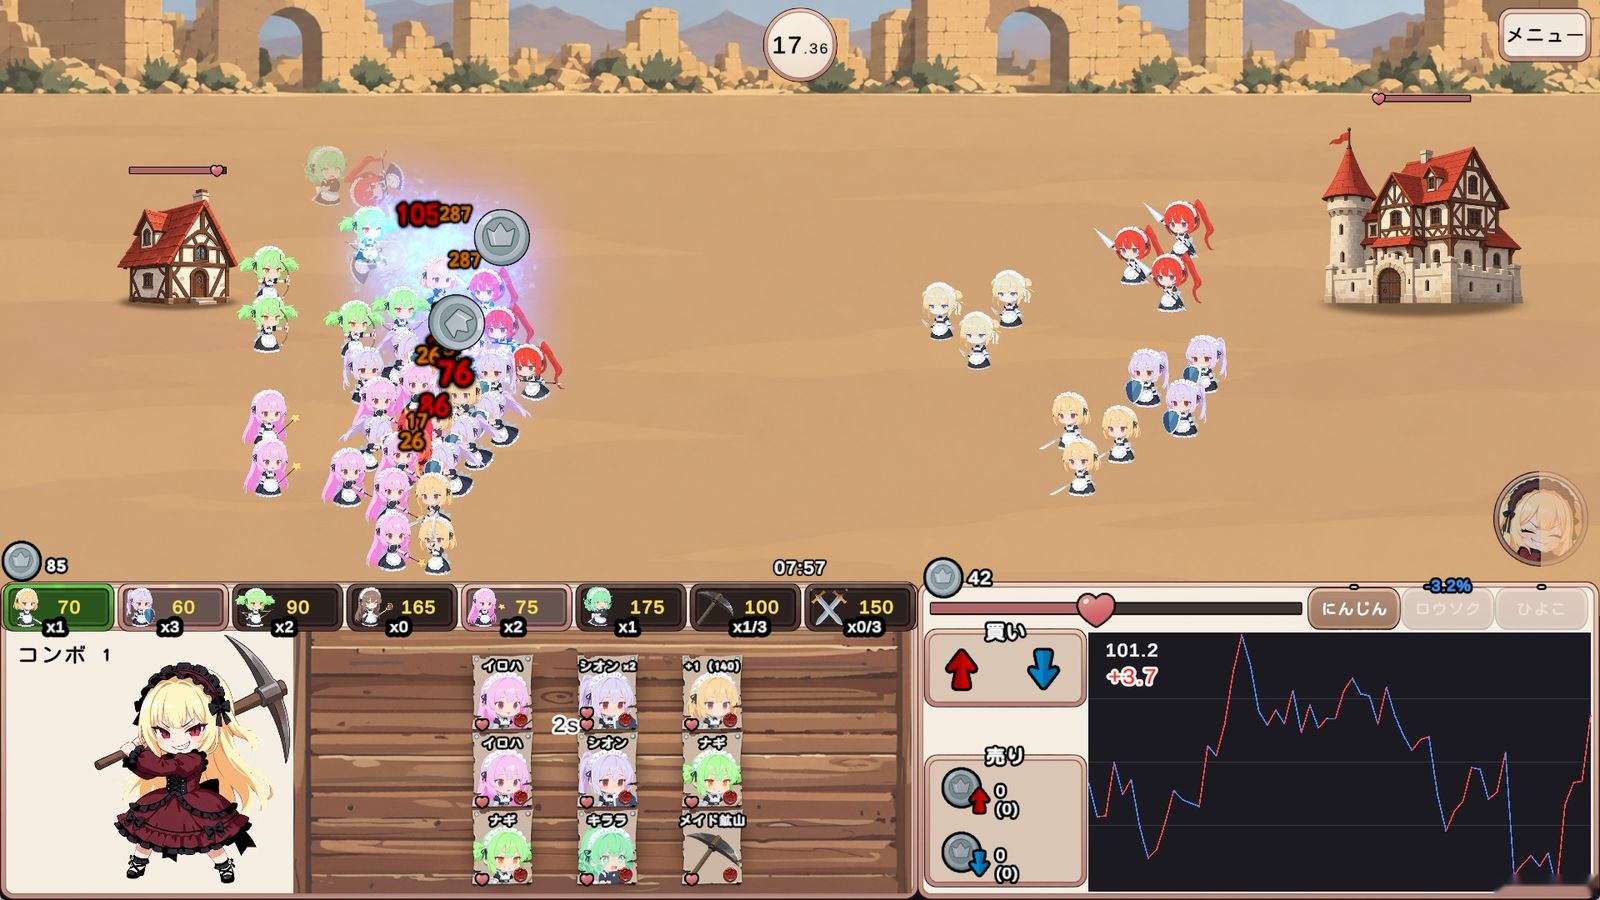 17.36
メニュー
105
287
287
76
86
17
26
85
07:57
42
70
60
90
165
75
175
100
150
x1
x3
x2
x0
x2
x1
x1/3
x0/3
-
-3.2%
-
にんじん
ロウソク
ひよこ
コンボ 1
イロハ
シオン x2
+1 (140)
2s
イロハ
シオン
ナギ
ナギ
キララ
メイド鉱山
買い
売り
0
(0)
0
(0)
101.2
+3.7